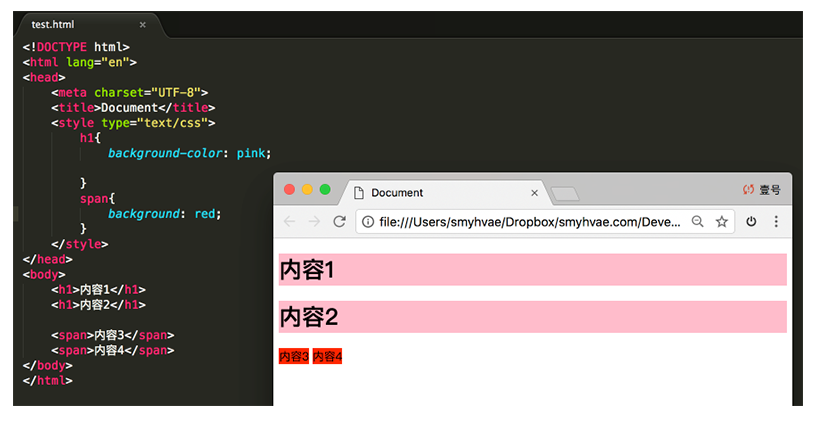 test.html
<!DOCTYPE html>
<html lang="en">
<head>
    <meta charset="UTF-8">
    <title>Document</title>
    <style type="text/css">
        h1{
            background-color: pink;

        }
        span{
            background: red;
        }
    </style>
</head>
<body>
    <h1>内容1</h1>
    <h1>内容2</h1>

    <span>内容3</span>
    <span>内容4</span>
</body>
</html>
Document
壹号
file:///Users/smyhvae/Dropbox/smyhvae.com/Deve...
内容1
内容2
内容3 内容4